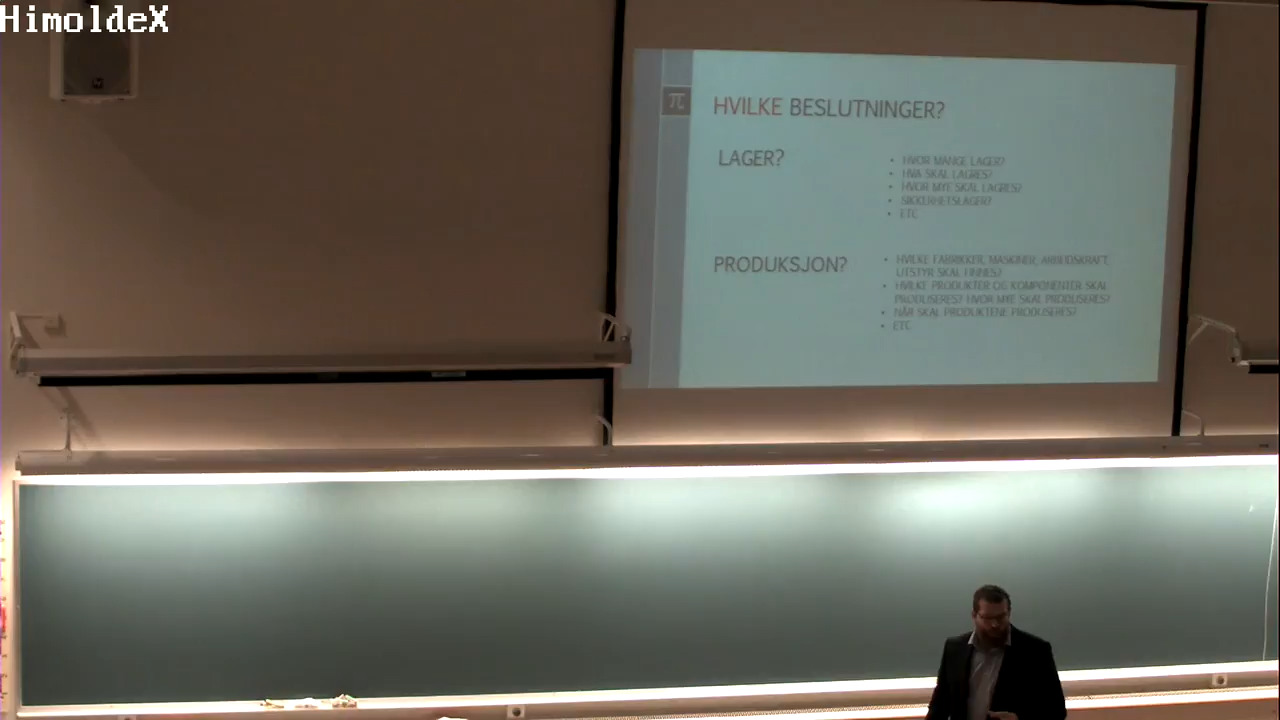 HimoldeX
π
HVILKE BESLUTNINGER?
LAGER?
• HVOR MANGE LAGER?
• HVA SKAL LAGRES?
• HVOR MYE SKAL LAGRES?
• SIKKERHETSLAGER?
• ETC
PRODUKSJON?
• HVILKE FABRIKKER, MASKINER, ARBEIDSKRAFT,
UTSTYR SKAL FINNES?
• HVILKE PRODUKTER OG KOMPONENTER SKAL
PRODUSERES? HVOR MYE SKAL PRODUSERES?
• NÅR SKAL PRODUKTENE PRODUSERES?
• ETC